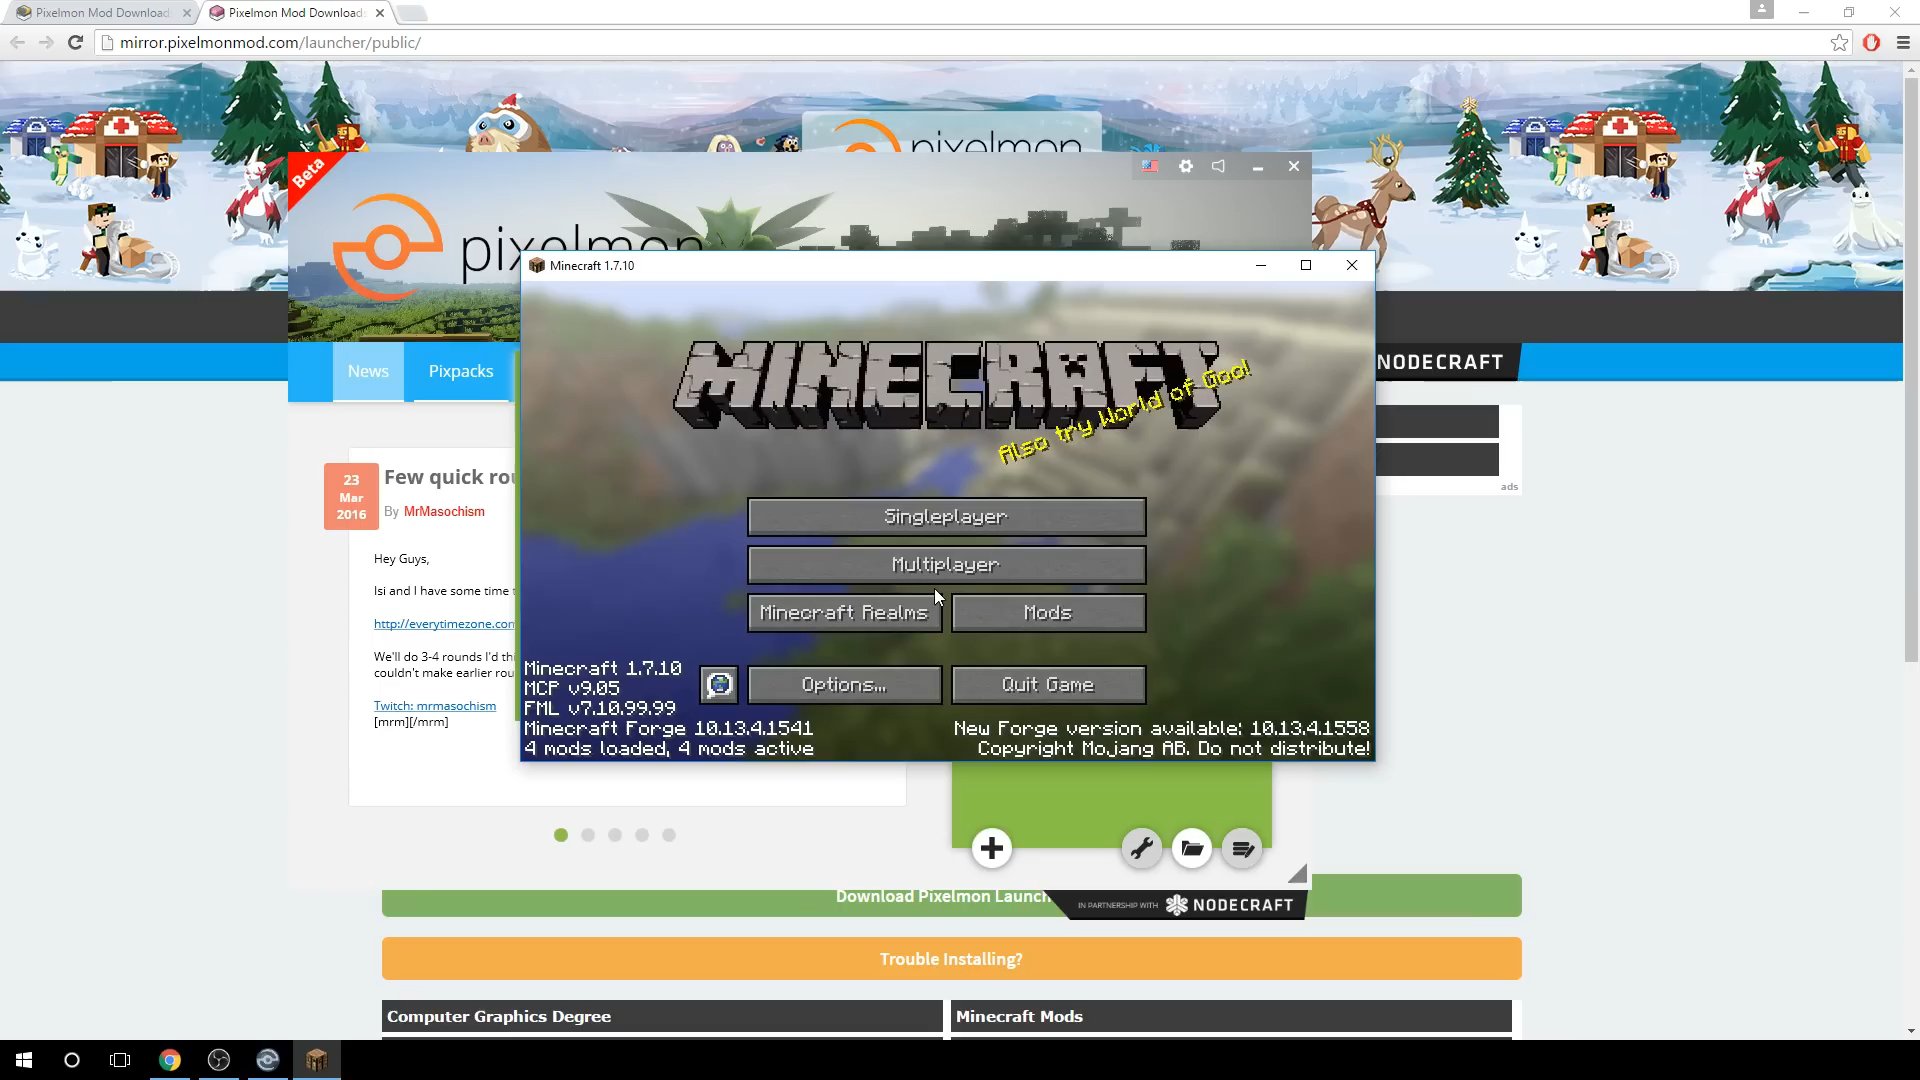 Pixelmon Mod Download
Pixelmon Mod Downloads
mirror.pixelmonmod.com/launcher/public/
pixelmon
Beta
pixelmon
Minecraft 1.7.10
NODECRAFT
News
Pixpacks
MINECRAFT
Also try World of Goo!
ads
23
Mar
2016
Few quick rou
By MrMasochism
Hey Guys,
Isi and I have some time
http://everytimezone.com
We'll do 3-4 rounds I'd th
couldn't make earlier rou
Twitch: mrmasochism
[mrm][/mrm]
Singleplayer
Multiplayer
Minecraft Realms
Mods
Options...
Quit Game
Minecraft 1.7.10
MCP v9.05
FML v7.10.99.99
Minecraft Forge 10.13.4.1541
4 mods loaded, 4 mods active
New Forge version available: 10.13.4.1558
Copyright Mojang AB. Do not distribute!
Download Pixelmon Launch
IN PARTNERSHIP WITH NODECRAFT
Trouble Installing?
Computer Graphics Degree
Minecraft Mods